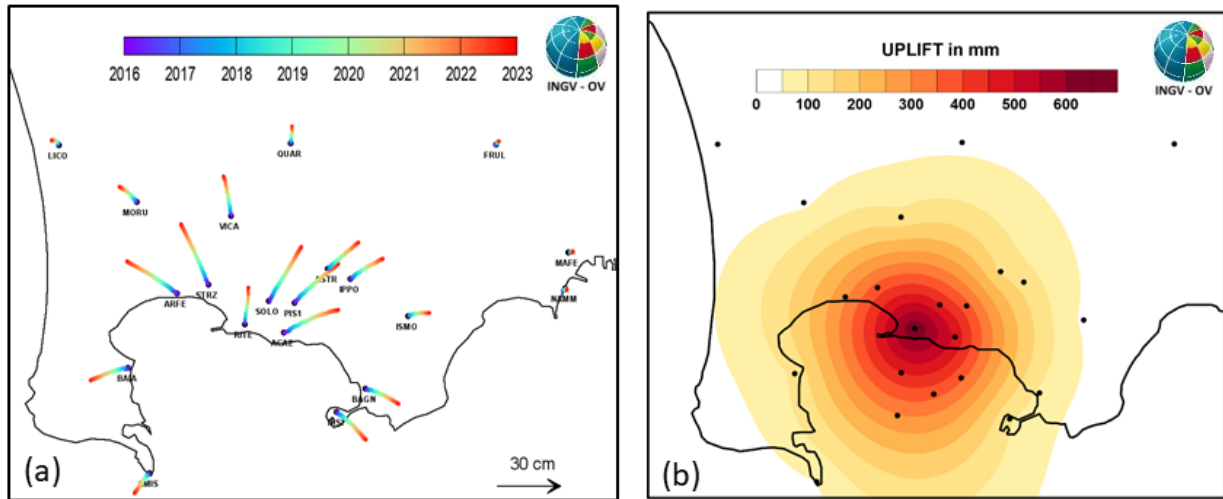 2016 2017 2018 2019 2020 2021 2022 2023
INGV - OV
LICO
QUAR
FRUL
MORU
VICA
MAFE
STRZ
IPPO
ARFE
NAMM
SOLO
PIS1
RITE
ACAE
ISMO
BAIA
BAGN
(a)
30 cm
UPLIFT in mm
INGV - OV
0 100 200 300 400 500 600
(b)